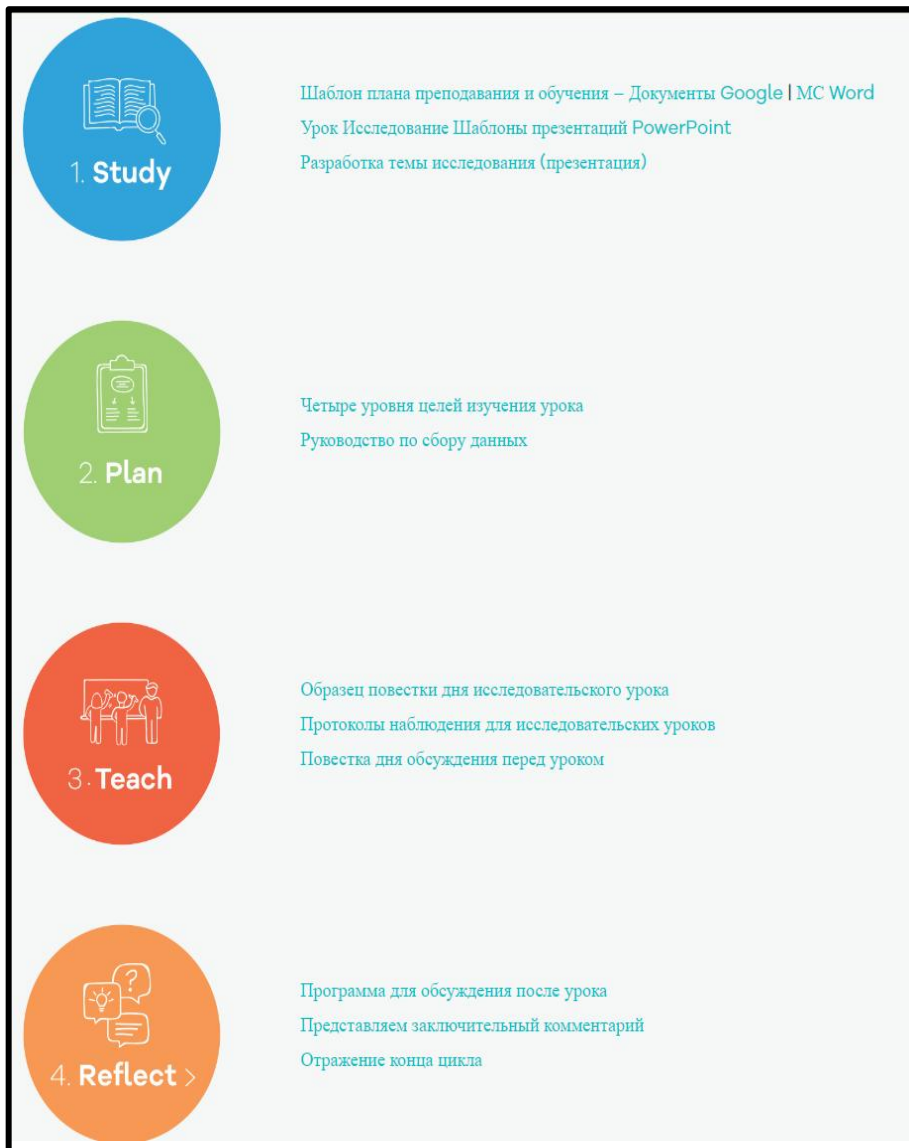 Шаблон плана преподавания и обучения – Документы Google | МС Word
Урок Исследование Шаблоны презентаций PowerPoint
Разработка темы исследования (презентация)
1. Study
Четыре уровня целей изучения урока
Руководство по сбору данных
2. Plan
Образец повестки дня исследовательского урока
Протоколы наблюдения для исследовательских уроков
Повестка дня обсуждения перед уроком
3. Teach
Программа для обсуждения после урока
Представляем заключительный комментарий
Отражение конца цикла
4. Reflect >